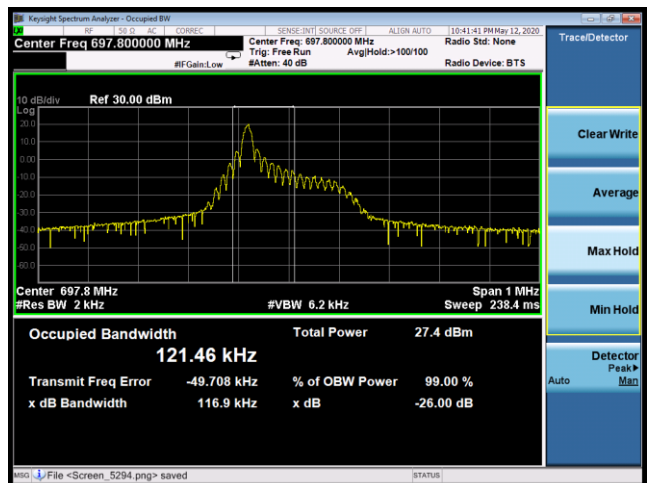 Keysight Spectrum Analyzer - Occupied BW
RF 50 Ω AC CORREC SENSE:INT SOURCE OFF ALIGN AUTO 10:41:41 PM May 12, 2020
Center Freq 697.800000 MHz
Center Freq: 697.800000 MHz
Radio Std: None
Trig: Free Run Avg|Hold:>100/100
#IFGain:Low #Atten: 40 dB Radio Device: BTS
Trace/Detector
10 dB/div Ref 30.00 dBm
Log
20.0
10.0
0.00
-10.0
-20.0
-30.0
-40.0
-50.0
-60.0
Center 697.8 MHz Span 1 MHz
#Res BW 2 kHz #VBW 6.2 kHz Sweep 238.4 ms
Clear Write
Average
Max Hold
Min Hold
Detector
Peak▶
Auto Man
Occupied Bandwidth Total Power 27.4 dBm
121.46 kHz
Transmit Freq Error -49.708 kHz % of OBW Power 99.00 %
x dB Bandwidth 116.9 kHz x dB -26.00 dB
MSG File <Screen_5294.png> saved STATUS